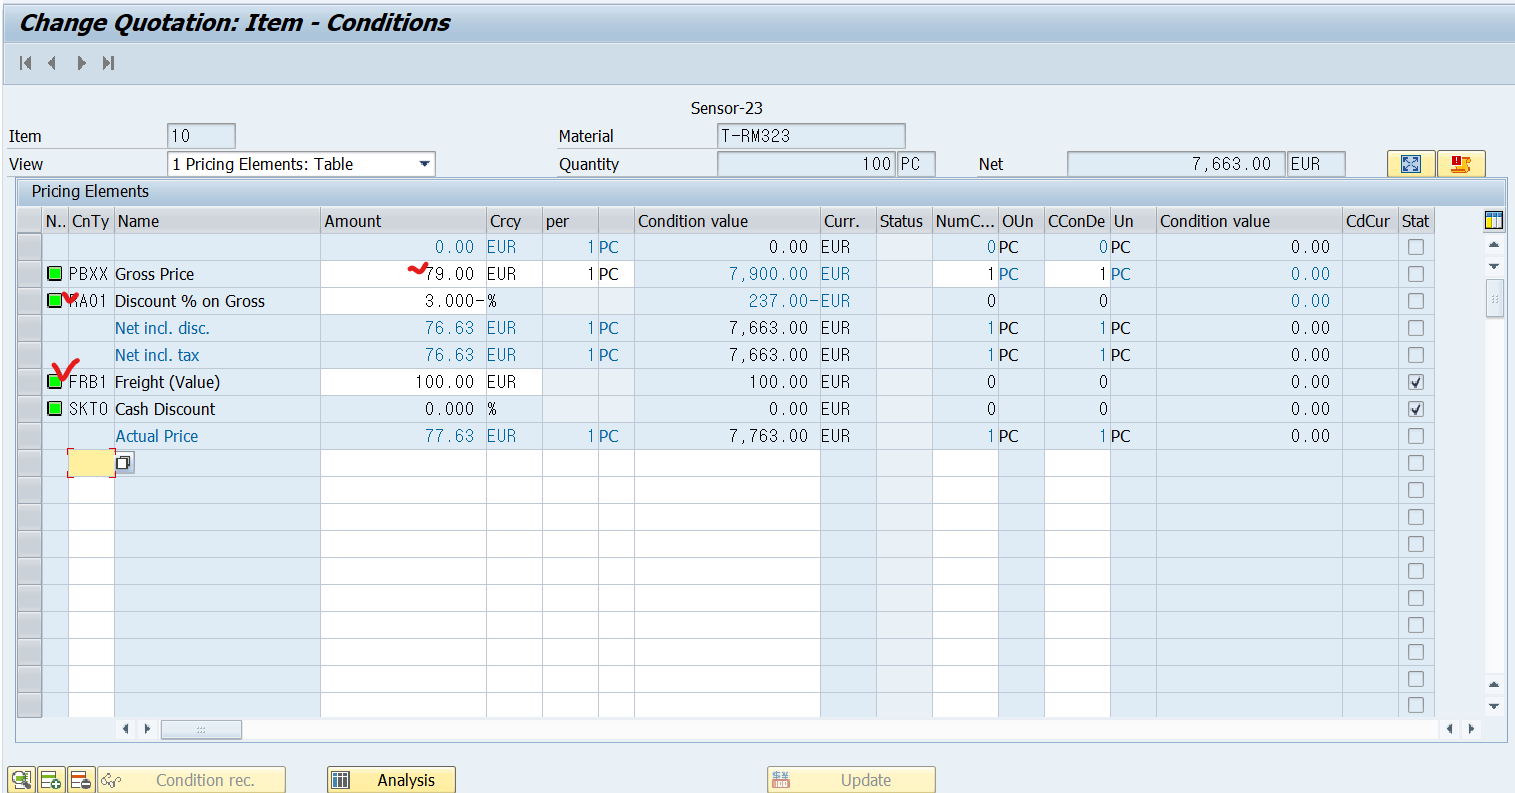 Change Quotation: Item - Conditions
Sensor-23
Item 10 Material T-RM323
View 1 Pricing Elements: Table Quantity 100 PC Net 7,663.00 EUR
Pricing Elements
N.. CnTy Name Amount Crcy per Condition value Curr. Status NumC... OUn CConDe Un Condition value CdCur Stat
0.00 EUR 1 PC 0.00 EUR 0 PC 0 PC 0.00
PBXX Gross Price 79.00 EUR 1 PC 7,900.00 EUR 1 PC 1 PC 0.00
RA01 Discount % on Gross 3.000- % 237.00- EUR 0 0 0.00
Net incl. disc. 76.63 EUR 1 PC 7,663.00 EUR 1 PC 1 PC 0.00
Net incl. tax 76.63 EUR 1 PC 7,663.00 EUR 1 PC 1 PC 0.00
FRB1 Freight (Value) 100.00 EUR 100.00 EUR 0 0 0.00
SKTO Cash Discount 0.000 % 0.00 EUR 0 0 0.00
Actual Price 77.63 EUR 1 PC 7,763.00 EUR 1 PC 1 PC 0.00
Condition rec. Analysis Update